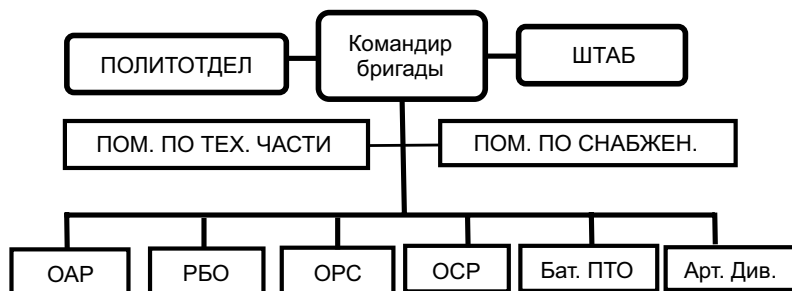 ПОЛИТОТДЕЛ
Командир
бригады
ШТАБ
ПОМ. ПО ТЕХ. ЧАСТИ
ПОМ. ПО СНАБЖЕН.
ОАР
РБО
ОРС
ОСР
Бат. ПТО
Арт. Див.